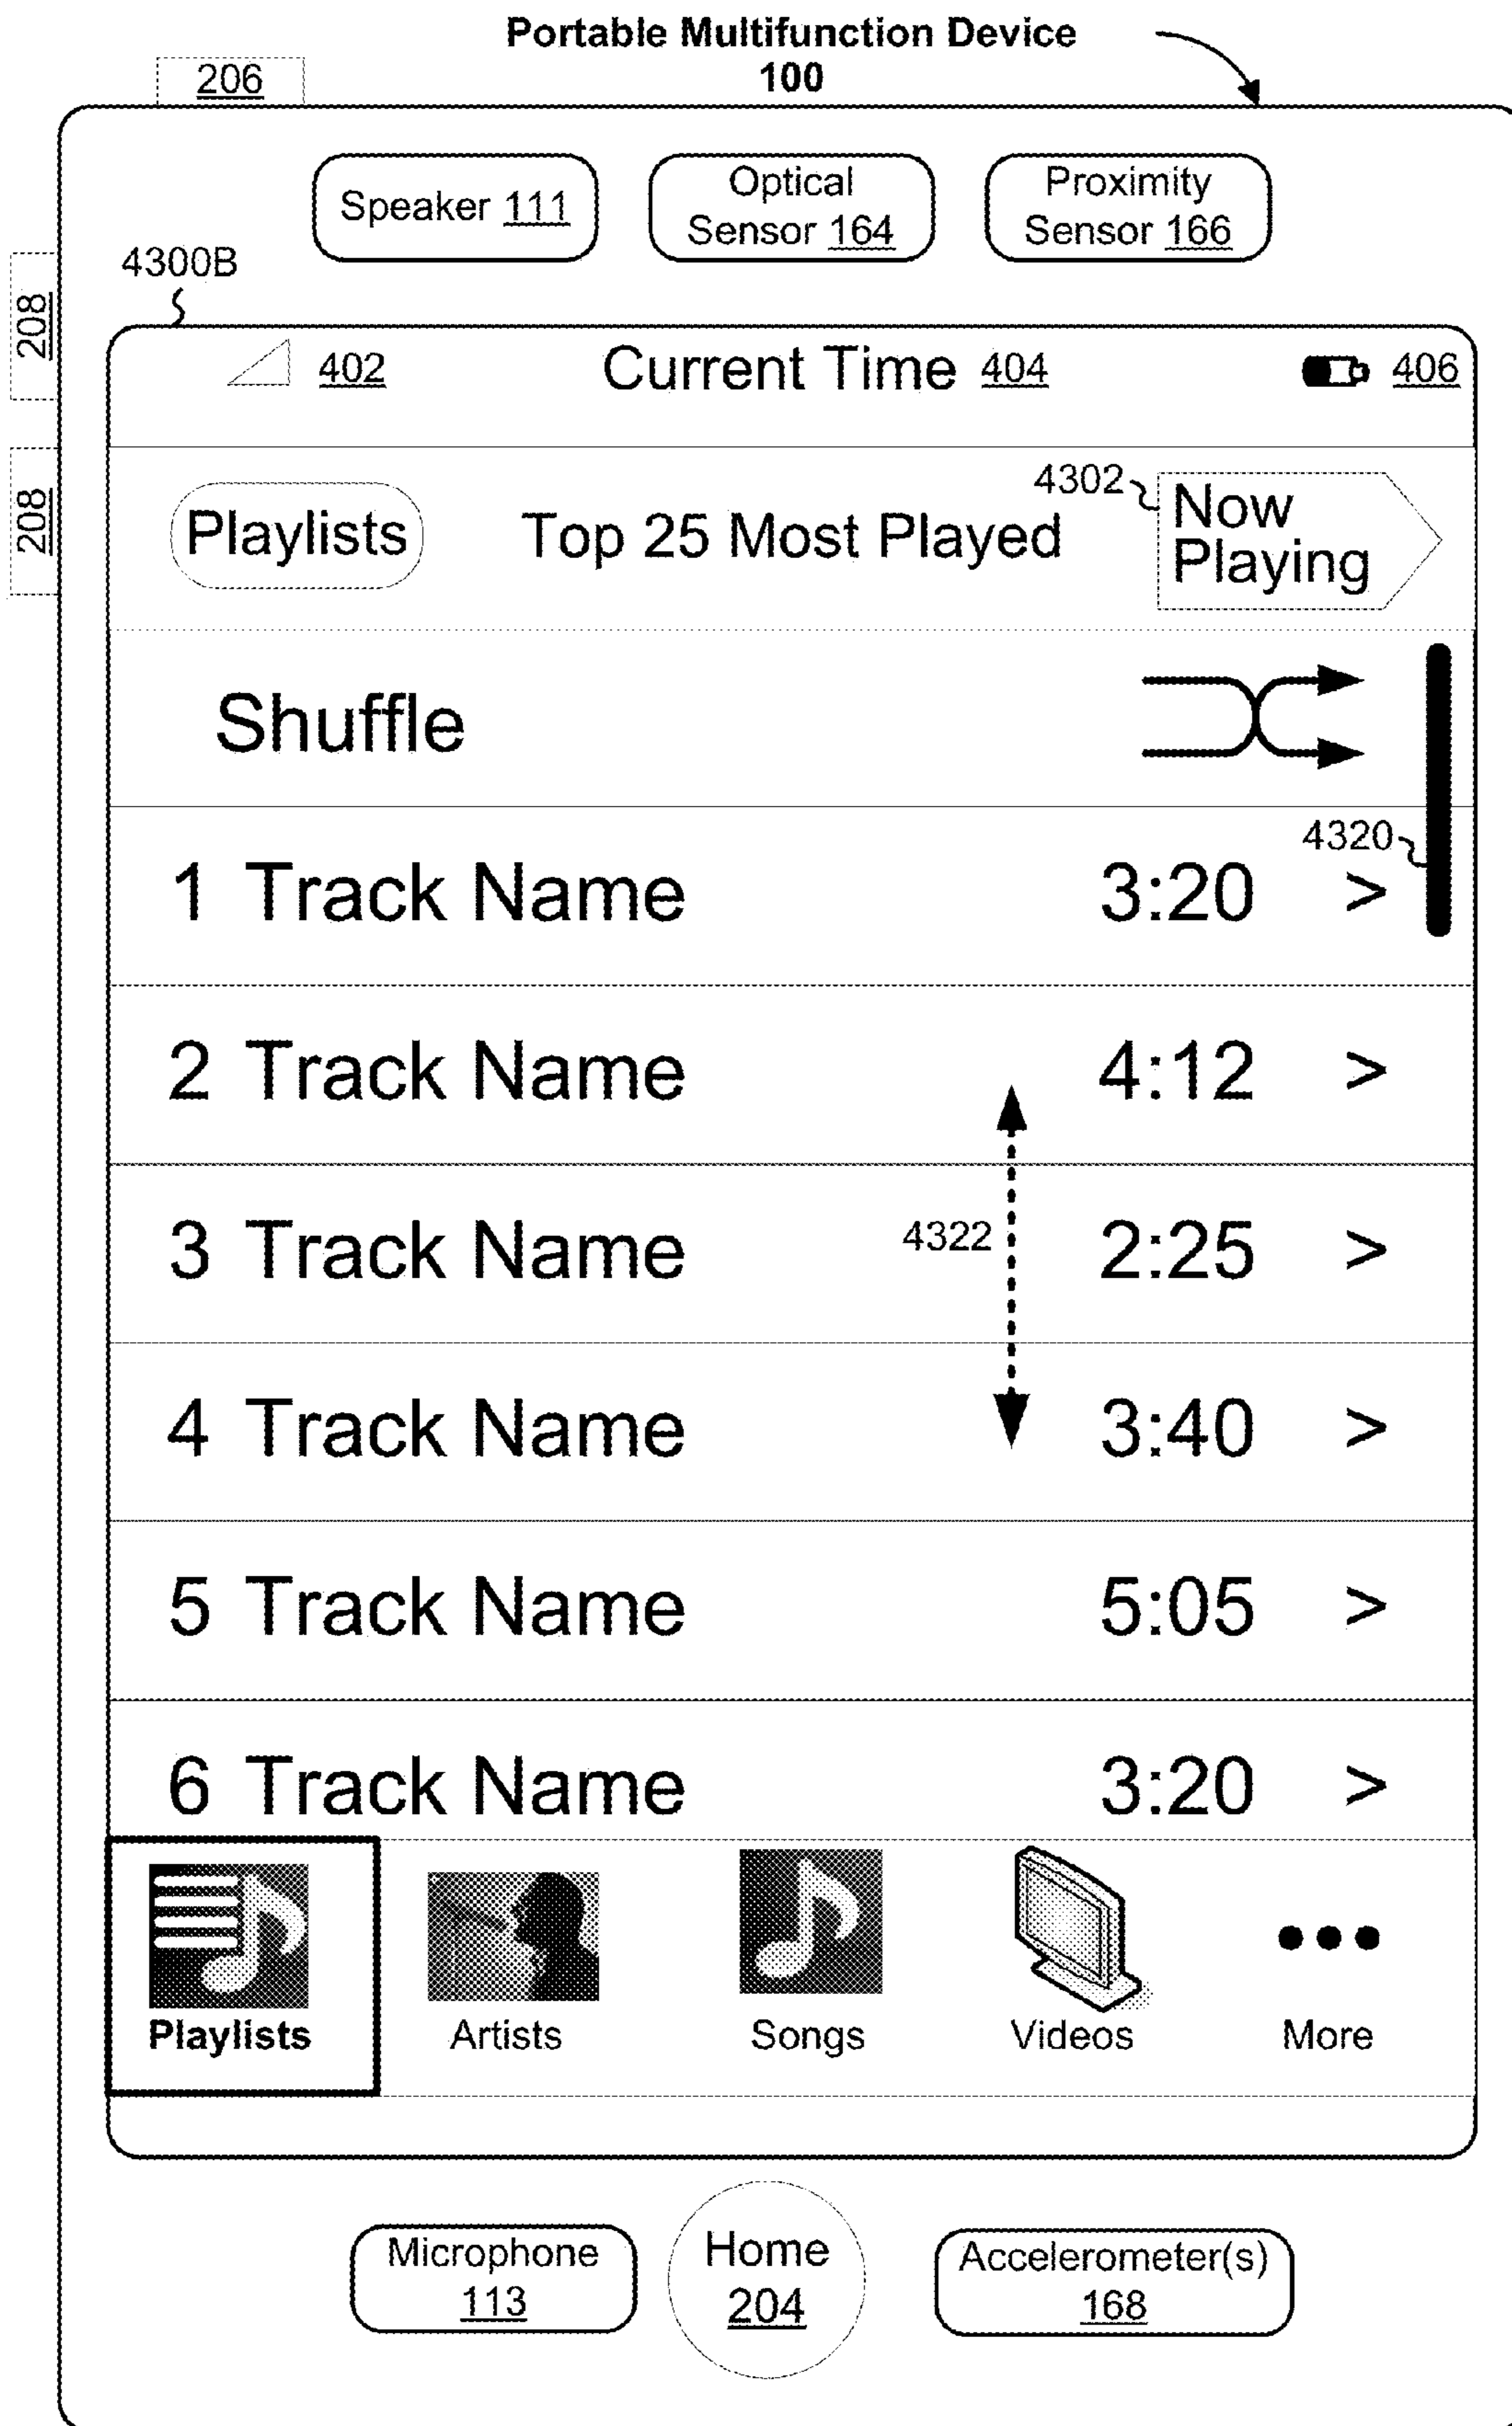 Portable Multifunction Device
100
206
Speaker 111
Optical
Sensor 164
Proximity
Sensor 166
4300B
208
208
402
Current Time 404
406
Playlists
Top 25 Most Played
4302
Now
Playing
Shuffle
4320
1 Track Name 3:20 >
2 Track Name 4:12 >
3 Track Name 2:25 >
4322
4 Track Name 3:40 >
5 Track Name 5:05 >
6 Track Name 3:20 >
Playlists
Artists
Songs
Videos
More
Microphone
113
Home
204
Accelerometer(s)
168